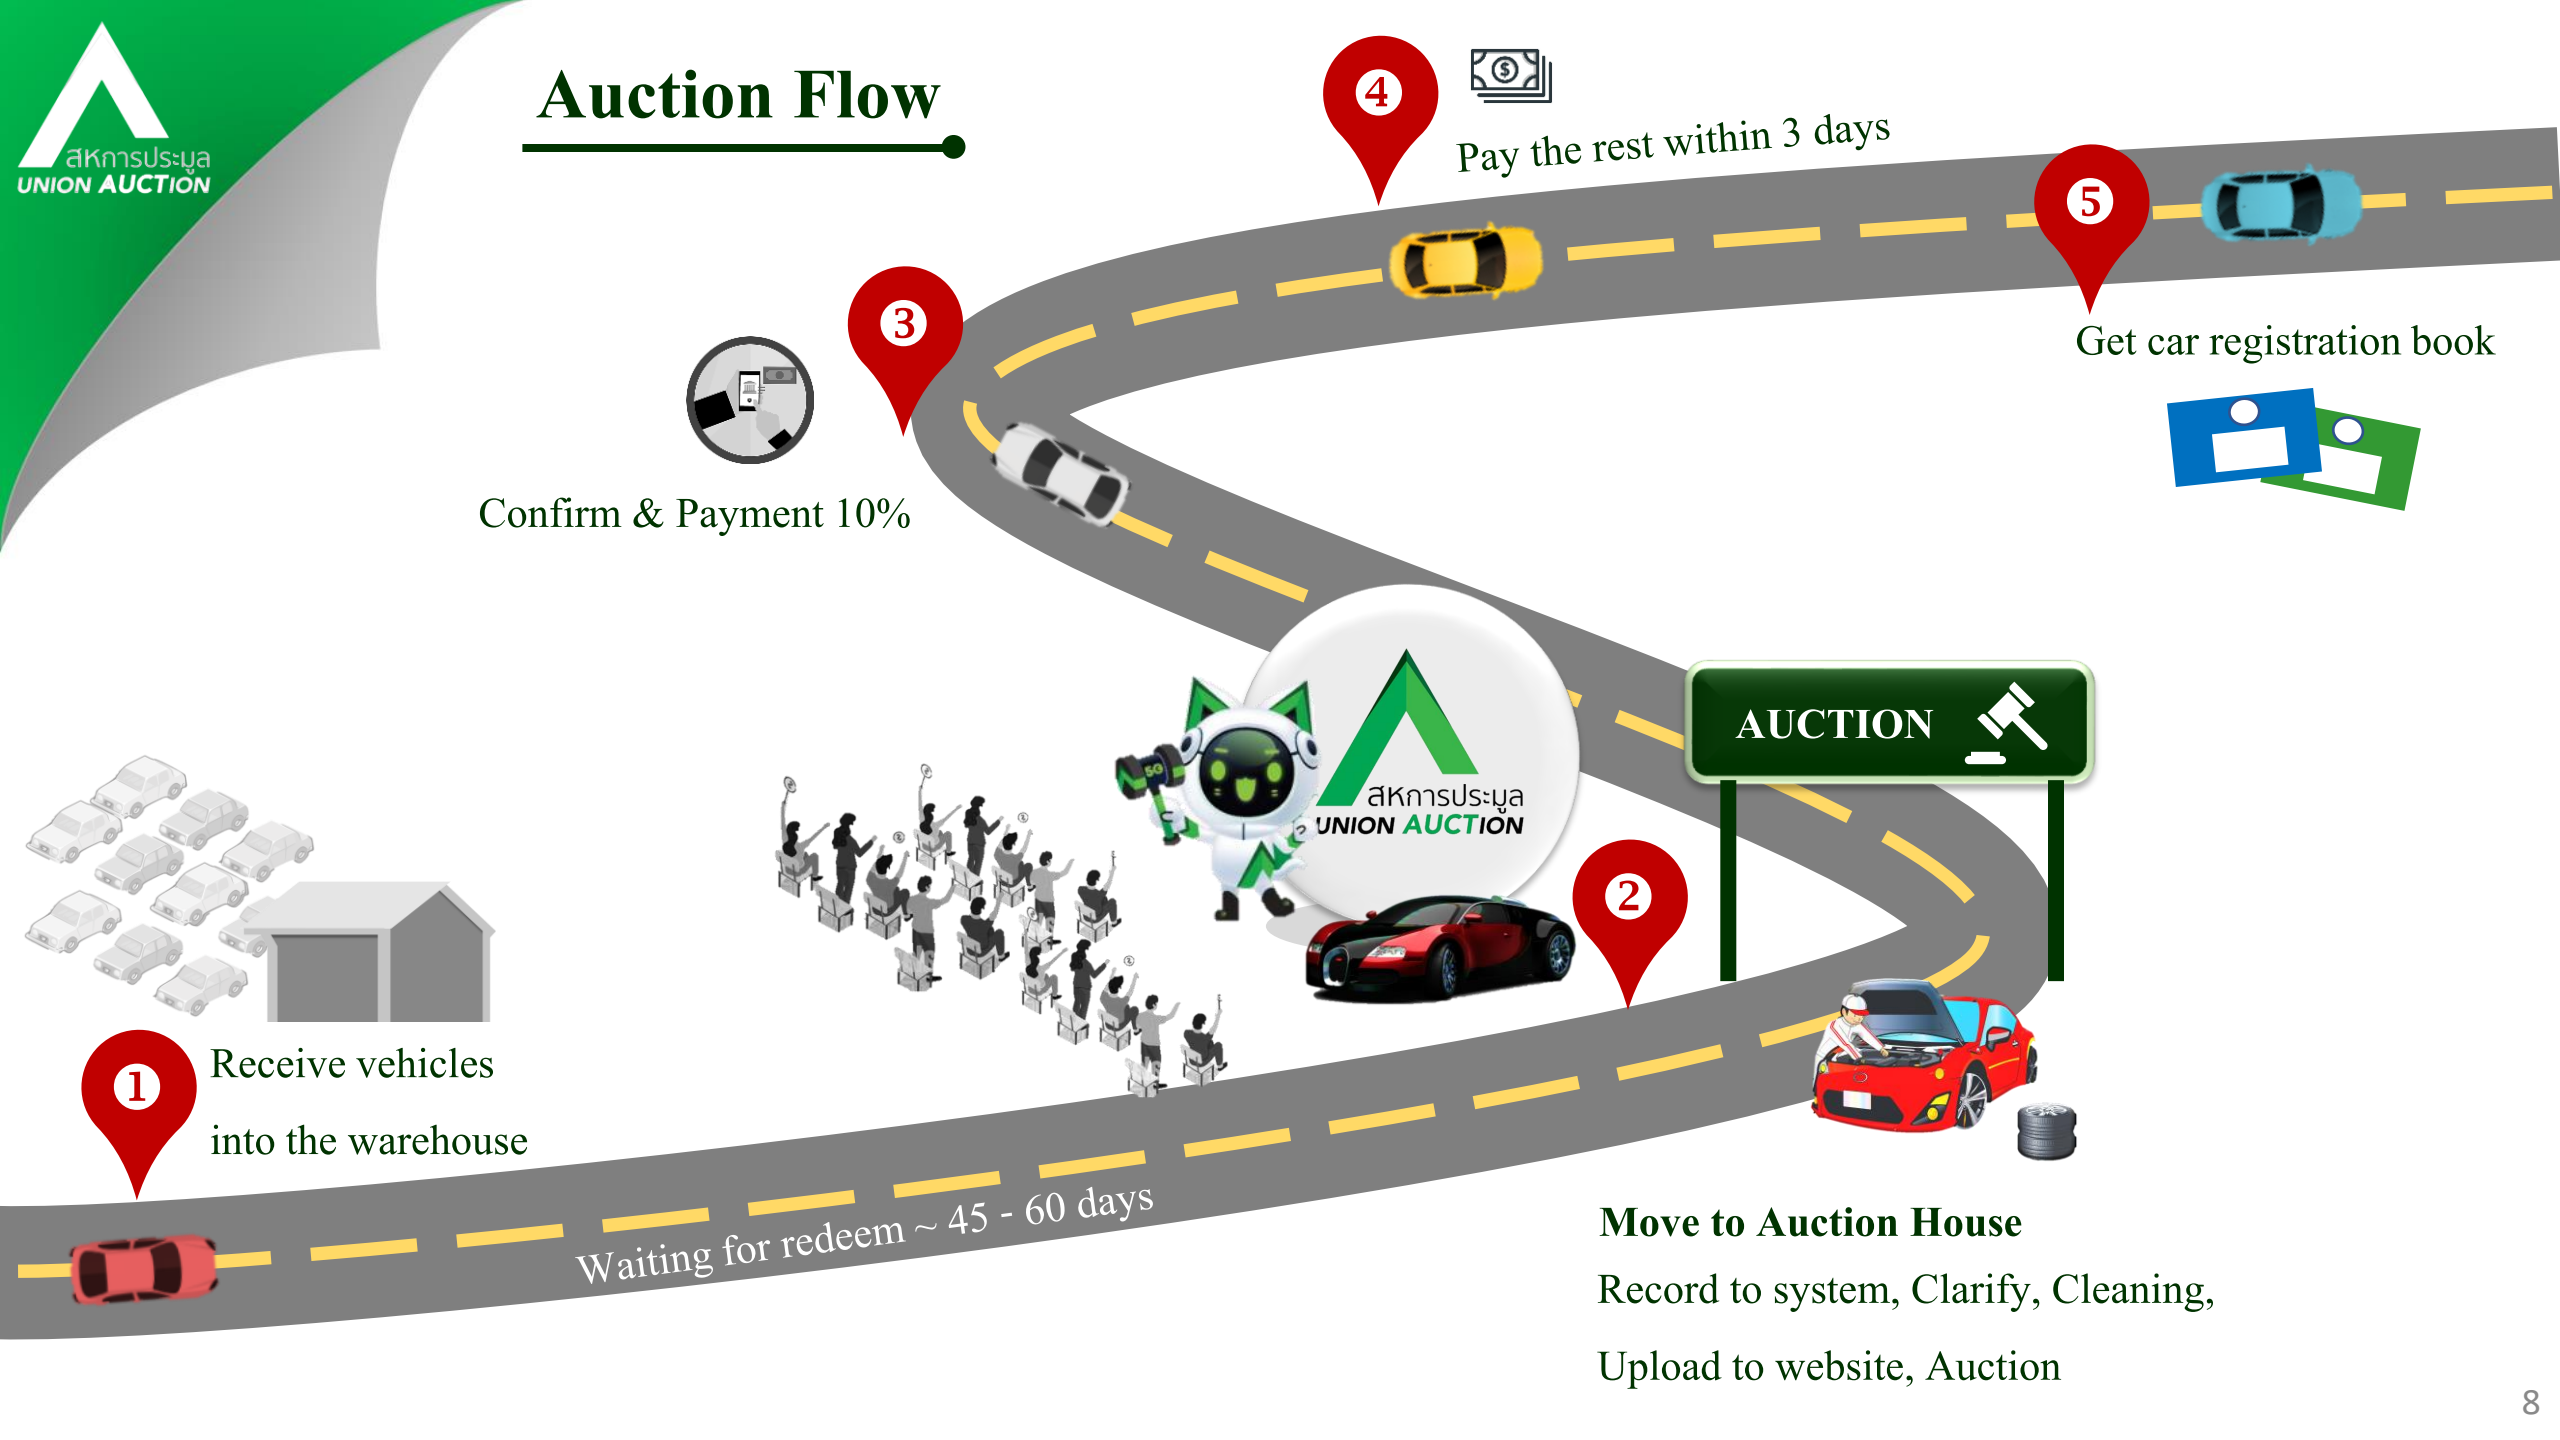 สหการประมูล
UNION AUCTION
Auction Flow
4
Pay the rest within 3 days
5
Get car registration book
3
Confirm & Payment 10%
AUCTION
5G
สหการประมูล
UNION AUCTION
2
1
Receive vehicles
into the warehouse
Waiting for redeem ~ 45 - 60 days
Move to Auction House
Record to system, Clarify, Cleaning,
Upload to website, Auction
8